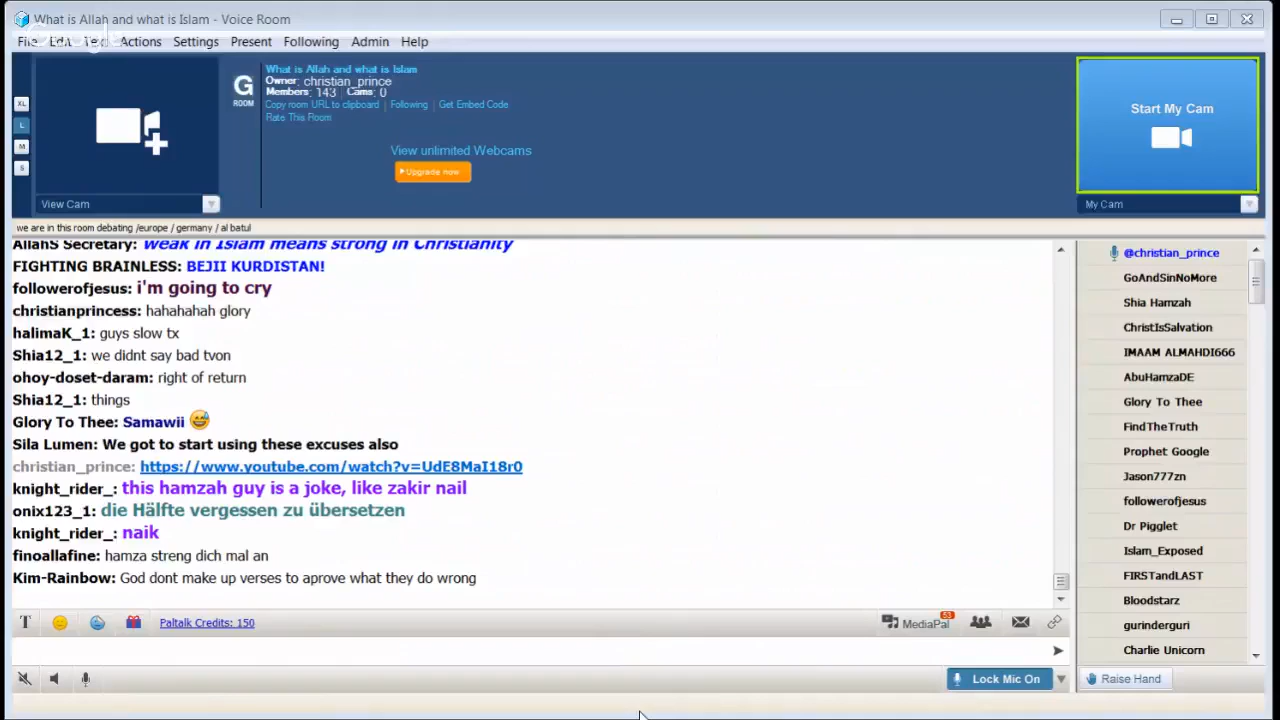 What is Allah and what is Islam - Voice Room
Google
File Edit Text Actions Settings Present Following Admin Help
XL
L
M
S
View Cam
G
ROOM
What is Allah and what is Islam
Owner: christian_prince
Members: 143 Cams: 0
Copy room URL to clipboard | Following | Get Embed Code
Rate This Room
View unlimited Webcams
Upgrade now
Start My Cam
My Cam
we are in this room debating /europe / germany / al batul
AllahS Secretary: weak in Islam means strong in Christianity
FIGHTING BRAINLESS: BEJII KURDISTAN!
followerofjesus: i'm going to cry
christianprincess: hahahahah glory
halimaK_1: guys slow tx
Shia12_1: we didnt say bad tvon
ohoy-doset-daram: right of return
Shia12_1: things
Glory To Thee: Samawii
Sila Lumen: We got to start using these excuses also
christian_prince: https://www.youtube.com/watch?v=UdE8MaI18r0
knight_rider_: this hamzah guy is a joke, like zakir nail
onix123_1: die Hälfte vergessen zu übersetzen
knight_rider_: naik
finoallafine: hamza streng dich mal an
Kim-Rainbow: God dont make up verses to aprove what they do wrong
@christian_prince
GoAndSinNoMore
Shia Hamzah
ChristIsSalvation
IMAAM ALMAHDI666
AbuHamzaDE
Glory To Thee
FindTheTruth
Prophet Google
Jason777zn
followerofjesus
Dr Pigglet
Islam_Exposed
FIRSTandLAST
Bloodstarz
gurinderguri
Charlie Unicorn
T
Paltalk Credits: 150
MediaPal 53
Lock Mic On
Raise Hand